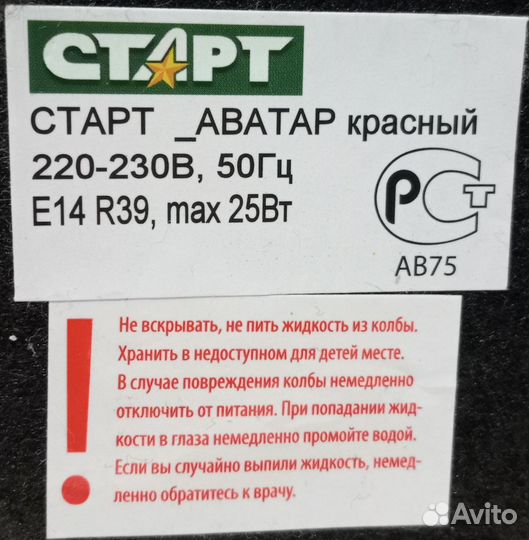 СТАРТ
СТАРТ _АВАТАР красный
220-230В, 50Гц
Е14 R39, max 25Вт
РСТ
АВ75
Не вскрывать, не пить жидкость из колбы.
Хранить в недоступном для детей месте.
В случае повреждения колбы немедленно
отключить от питания. При попадании жид-
кости в глаза немедленно промойте водой.
Если вы случайно выпили жидкость, немед-
ленно обратитесь к врачу.
!
Avito